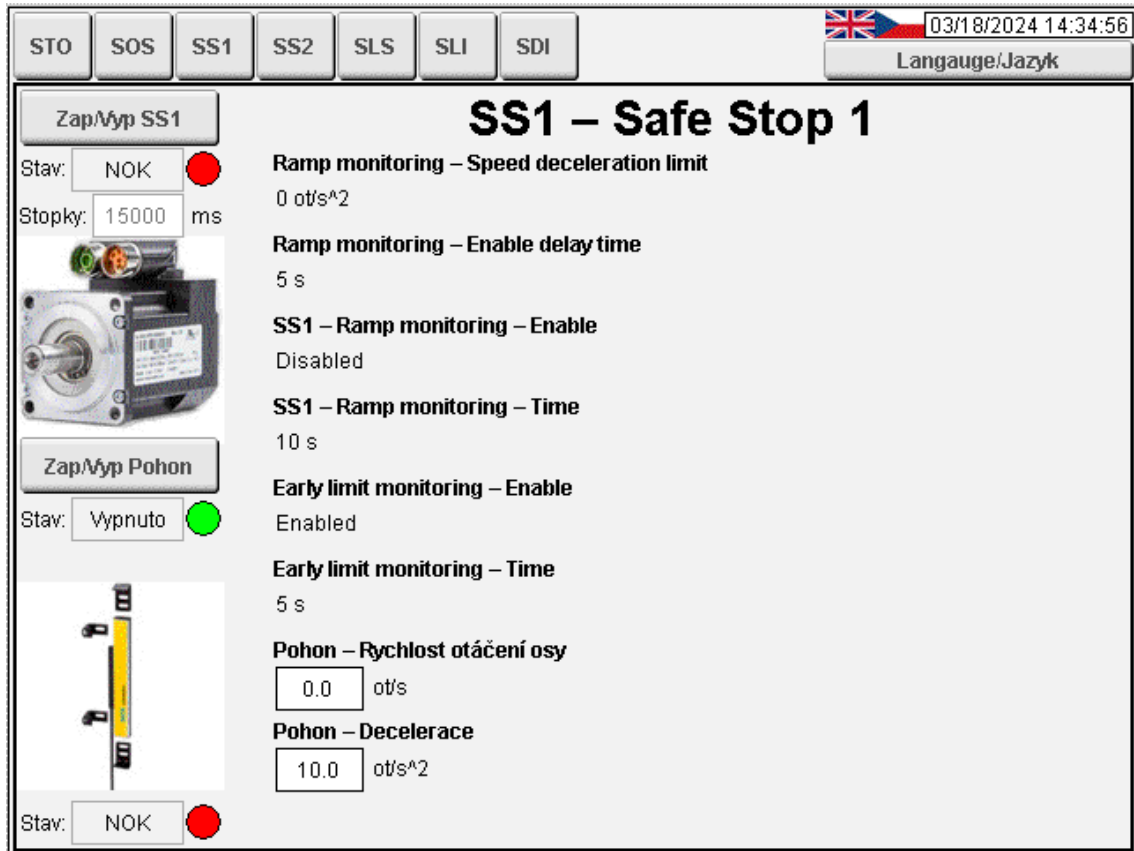 STO SOS SS1 SS2 SLS SLI SDI
03/18/2024 14:34:56
Langauge/Jazyk
Zap/Vyp SS1
Stav: NOK
Stopky: 15000 ms
Zap/Vyp Pohon
Stav: Vypnuto
Stav: NOK
SS1 – Safe Stop 1
Ramp monitoring – Speed deceleration limit
0 ot/s^2
Ramp monitoring – Enable delay time
5 s
SS1 – Ramp monitoring – Enable
Disabled
SS1 – Ramp monitoring – Time
10 s
Early limit monitoring – Enable
Enabled
Early limit monitoring – Time
5 s
Pohon – Rychlost otáčení osy
0.0 ot/s
Pohon – Decelerace
10.0 ot/s^2